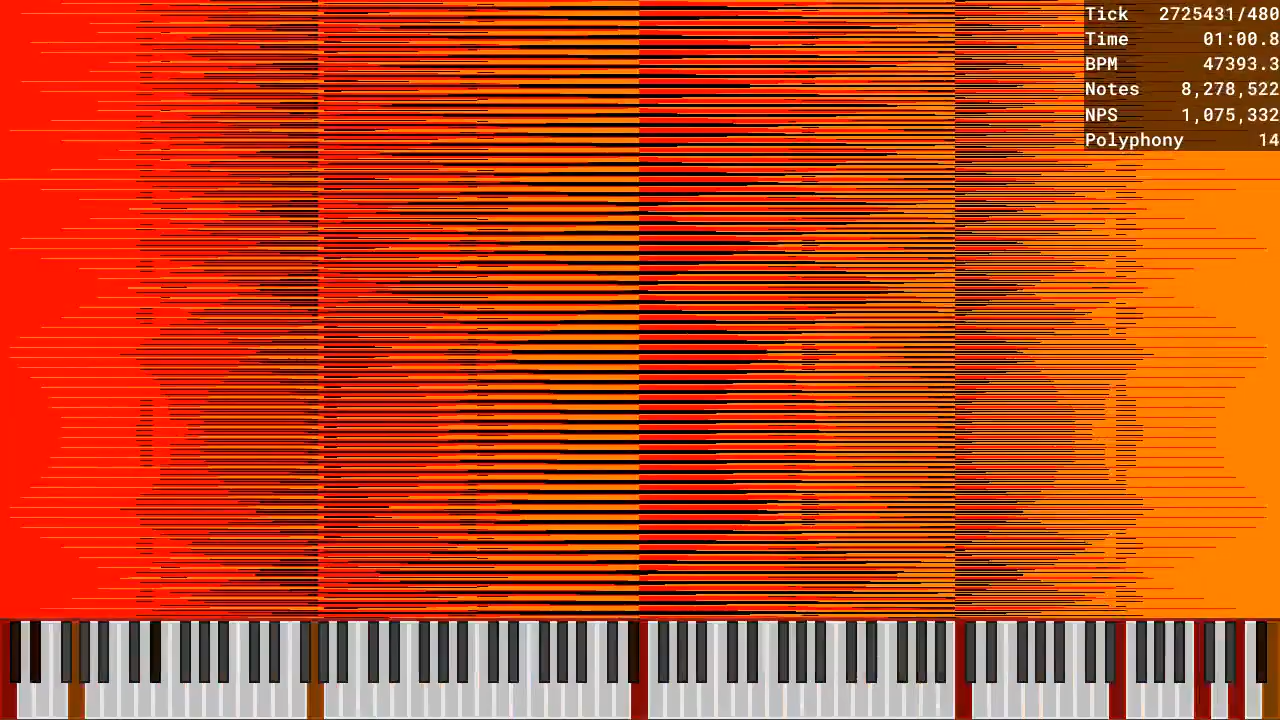 Tick 2725431/480
Time 01:00.8
BPM 47393.3
Notes 8,278,522
NPS 1,075,332
Polyphony 14